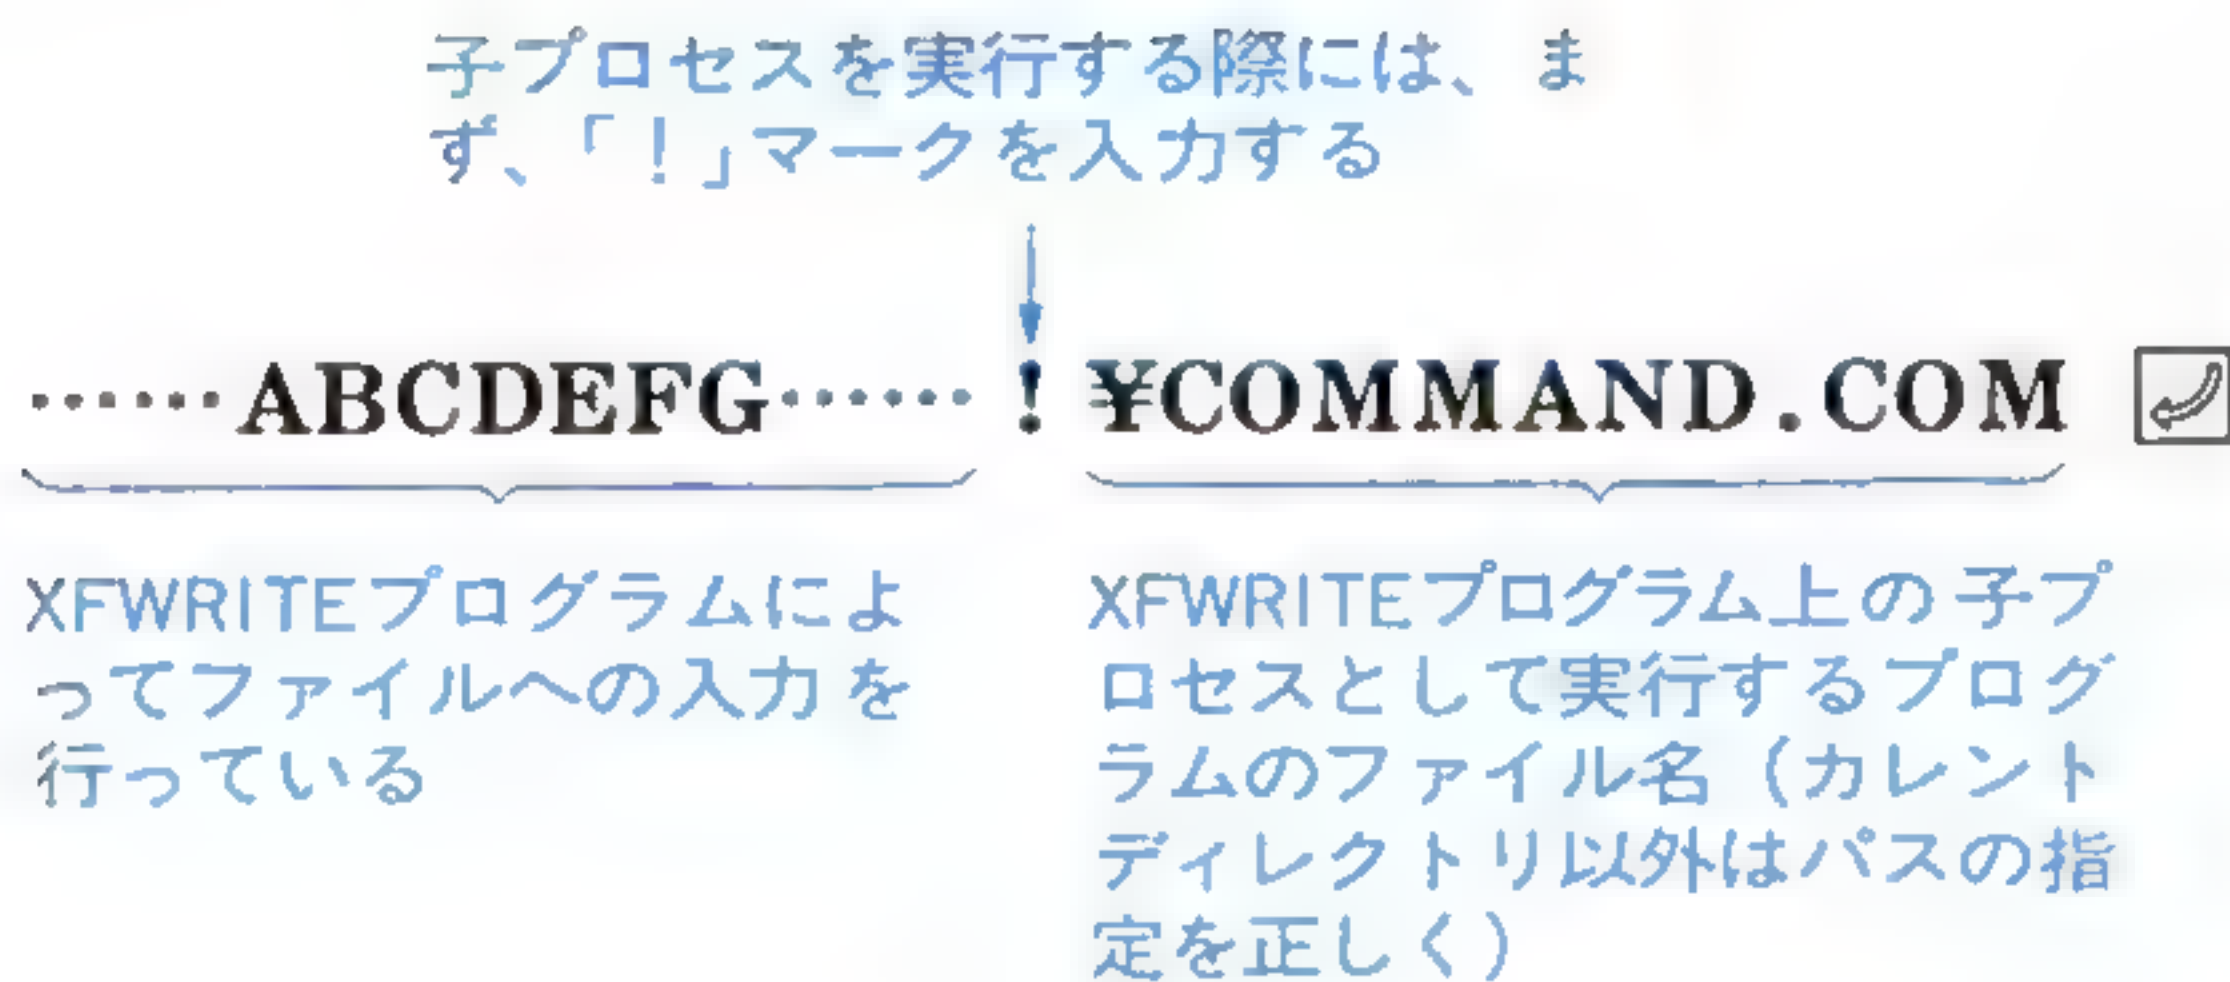 子プロセスを実行する際には、ま
ず、「！」マークを入力する
……ABCDEFG…… ! ¥COMMAND.COM
XFWRITEプログラムによ
ってファイルへの入力を
行っている
XFWRITEプログラム上の子プ
ロセスとして実行するプログ
ラムのファイル名（カレント
ディレクトリ以外はパスの指
定を正しく）